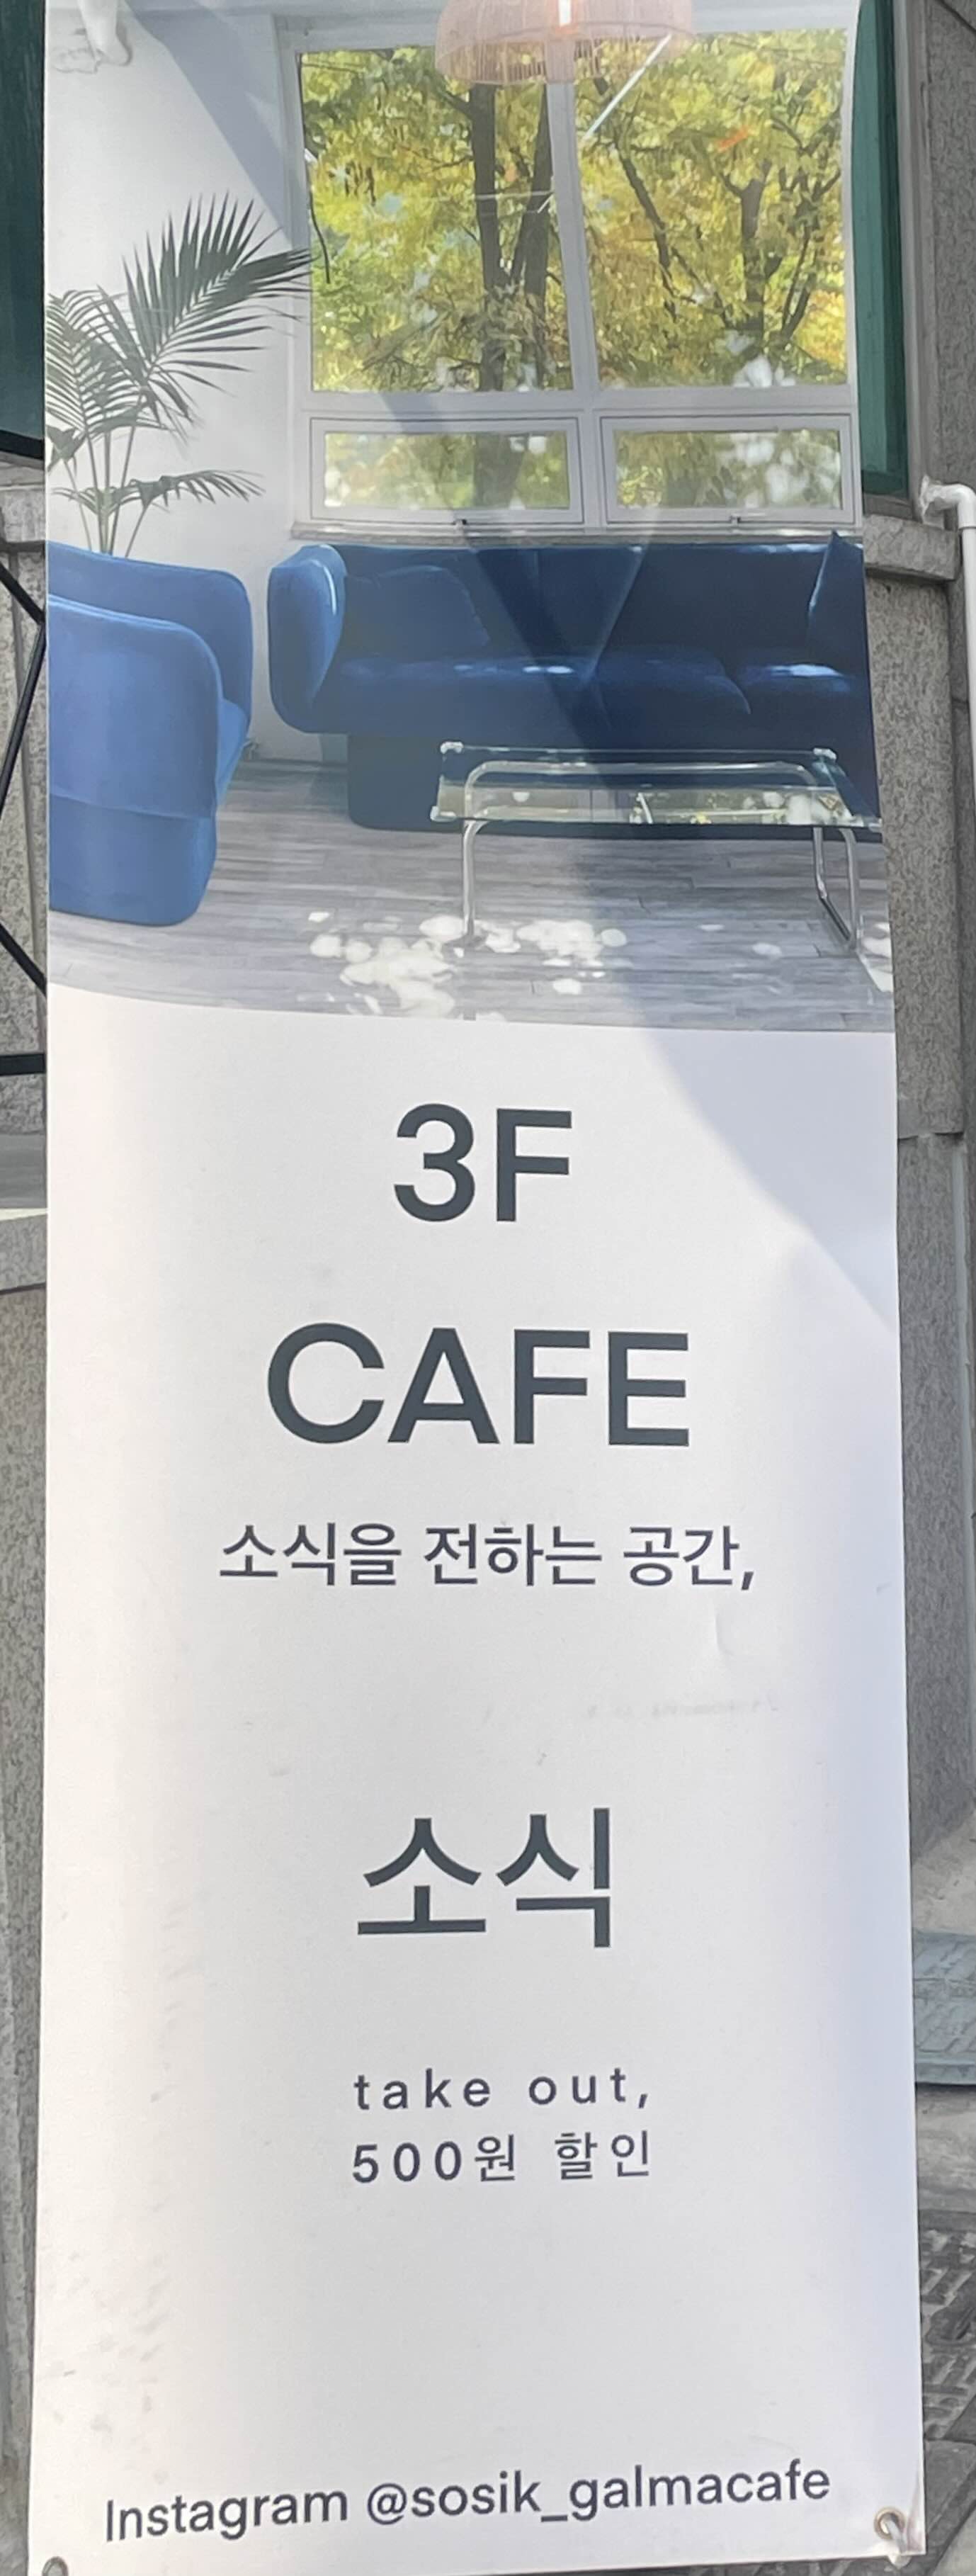 3F
CAFE
소식을 전하는 공간,
소식
take out,
500원 할인
Instagram @sosik_galmacafe